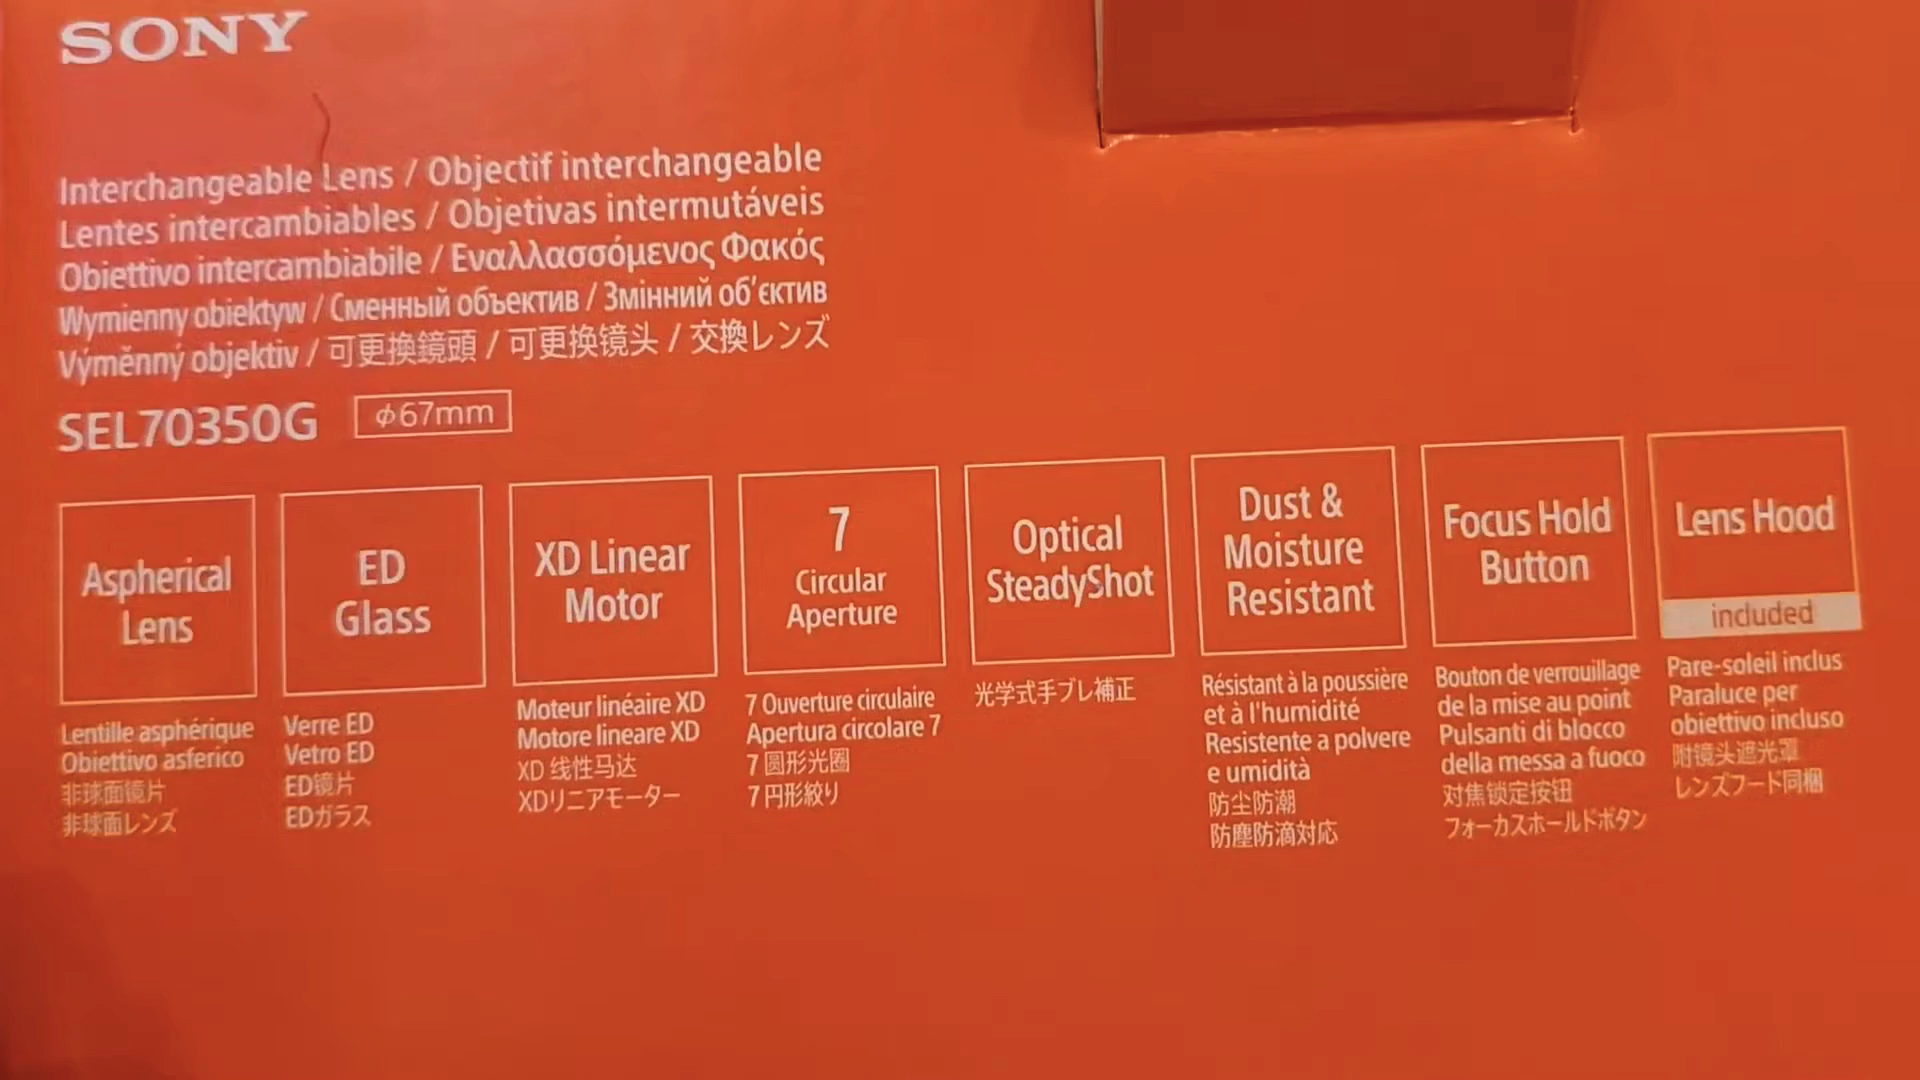 SONY
Interchangeable Lens / Objectif interchangeable
Lentes intercambiables / Objetivas intermutáveis
Obiettivo intercambiabile / Εναλλασσόμενος Φακός
Wymienny obiektyw / Сменный объектив / Змінний об'єктив
Výměnný objektiv / 可更換鏡頭 / 可更换镜头 / 交換レンズ
SEL70350G φ67mm
Aspherical
Lens
Lentille asphérique
Obiettivo asferico
非球面镜片
非球面レンズ
ED
Glass
Verre ED
Vetro ED
ED镜片
EDガラス
XD Linear
Motor
Moteur linéaire XD
Motore lineare XD
XD 线性马达
XDリニアモーター
7
Circular
Aperture
7 Ouverture circulaire
Apertura circolare 7
7 圆形光圈
7 円形絞り
Optical
SteadyShot
光学式手ブレ補正
Dust &
Moisture
Resistant
Résistant à la poussière
et à l'humidité
Resistente a polvere
e umidità
防尘防潮
防塵防滴対応
Focus Hold
Button
Bouton de verrouillage
de la mise au point
Pulsanti di blocco
della messa a fuoco
对焦锁定按钮
フォーカスホールドボタン
Lens Hood
included
Pare-soleil inclus
Paraluce per
obiettivo incluso
附镜头遮光罩
レンズフード同梱